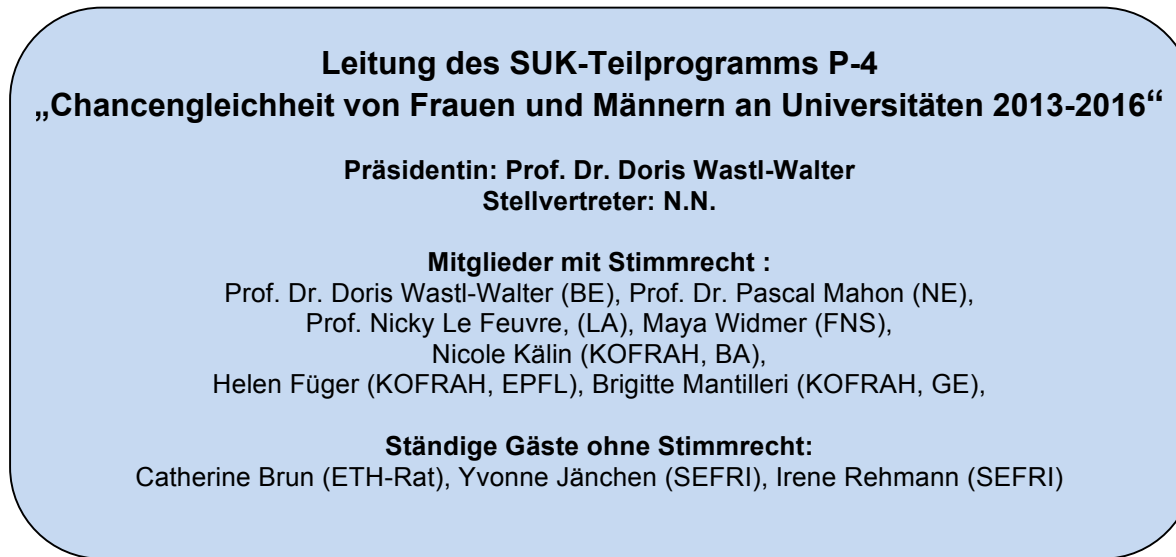 Leitung des SUK-Teilprogramms P-4
„Chancengleichheit von Frauen und Männern an Universitäten 2013-2016“
Präsidentin: Prof. Dr. Doris Wastl-Walter
Stellvertreter: N.N.
Mitglieder mit Stimmrecht :
Prof. Dr. Doris Wastl-Walter (BE), Prof. Dr. Pascal Mahon (NE),
Prof. Nicky Le Feuvre, (LA), Maya Widmer (FNS),
Nicole Kälin (KOFRAH, BA),
Helen Füger (KOFRAH, EPFL), Brigitte Mantilleri (KOFRAH, GE),
Ständige Gäste ohne Stimmrecht:
Catherine Brun (ETH-Rat), Yvonne Jänchen (SEFRI), Irene Rehmann (SEFRI)